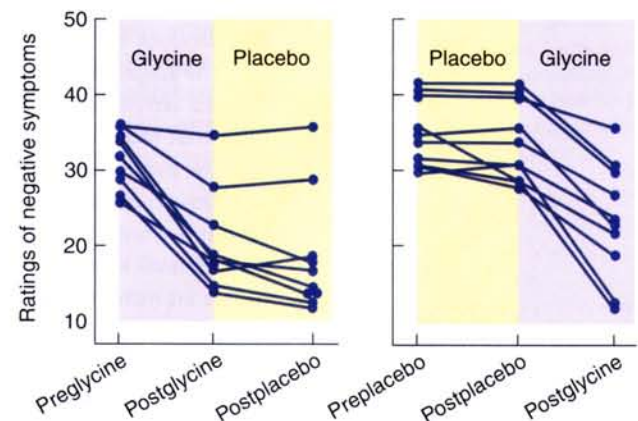 Ratings of negative symptoms
50
40
30
20
10
Glycine
Placebo
Preglycine
Postglycine
Postplacebo
Placebo
Glycine
Preplacebo
Postplacebo
Postglycine